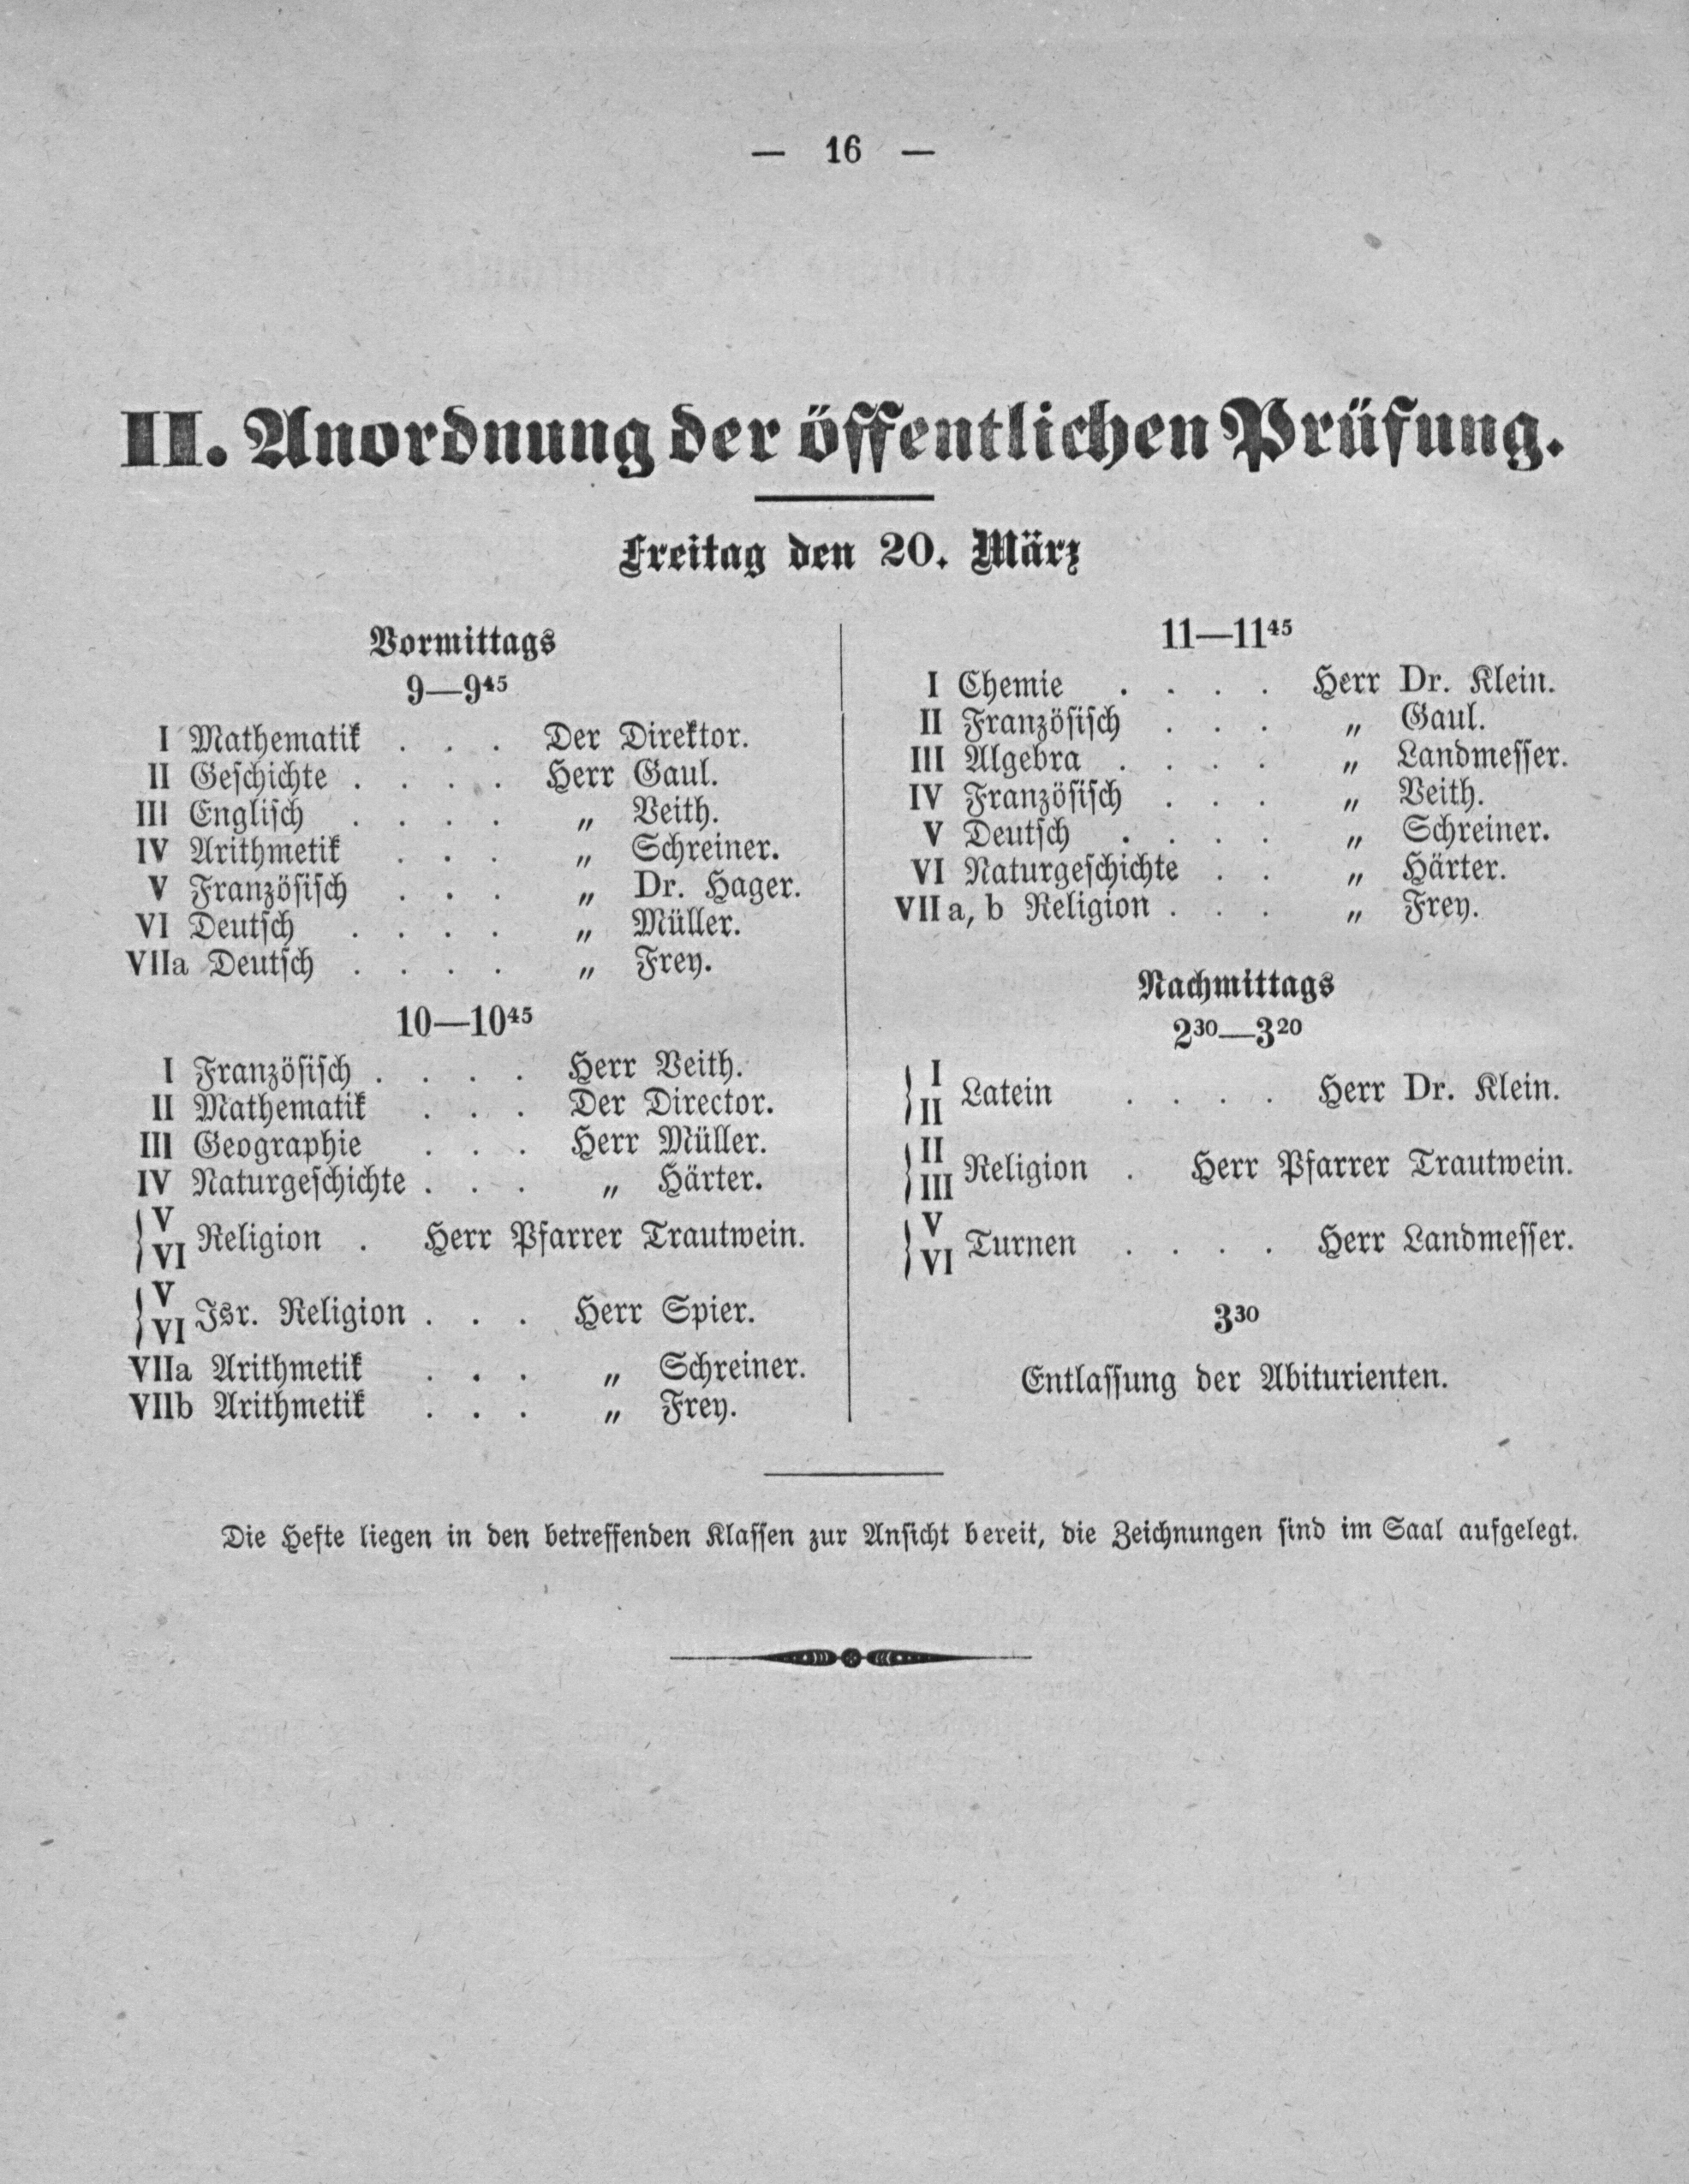 — 16 —
II. Anordnung der öffentlichen Prüfung.
Freitag den 20. März
Vormittags
9—9⁴⁵
I Mathematik . . . Der Direktor.
II Geschichte . . . . Herr Gaul.
III Englisch . . . . „ Veith.
IV Arithmetik . . . „ Schreiner.
V Französisch . . . „ Dr. Hager.
VI Deutsch . . . . „ Müller.
VIIa Deutsch . . . . „ Frey.
10—10⁴⁵
I Französisch . . . . Herr Veith.
II Mathematik . . . Der Director.
III Geographie . . . Herr Müller.
IV Naturgeschichte . . . „ Härter.
V
VI Religion . Herr Pfarrer Trautwein.
V
VI Isr. Religion . . . Herr Spier.
VIIa Arithmetik . . . „ Schreiner.
VIIb Arithmetik . . . „ Frey.
11—11⁴⁵
I Chemie . . . . Herr Dr. Klein.
II Französisch . . . „ Gaul.
III Algebra . . . . „ Landmesser.
IV Französisch . . . „ Veith.
V Deutsch . . . . „ Schreiner.
VI Naturgeschichte . . „ Härter.
VII a, b Religion . . . „ Frey.
Nachmittags
2³⁰—3²⁰
I
II Latein . . . . Herr Dr. Klein.
II
III Religion . Herr Pfarrer Trautwein.
V
VI Turnen . . . . Herr Landmesser.
3³⁰
Entlassung der Abiturienten.
Die Hefte liegen in den betreffenden Klassen zur Ansicht bereit, die Zeichnungen sind im Saal aufgelegt.